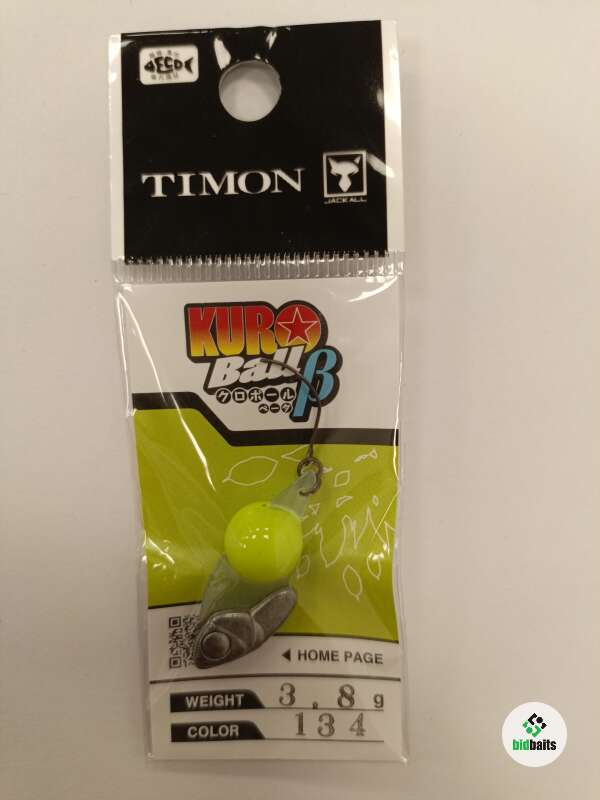 ECO
TIMON
JACKALL
KURO
Ball β
クロボール
ベータ
HOME PAGE
WEIGHT 3.8g
COLOR 134
bidbaits